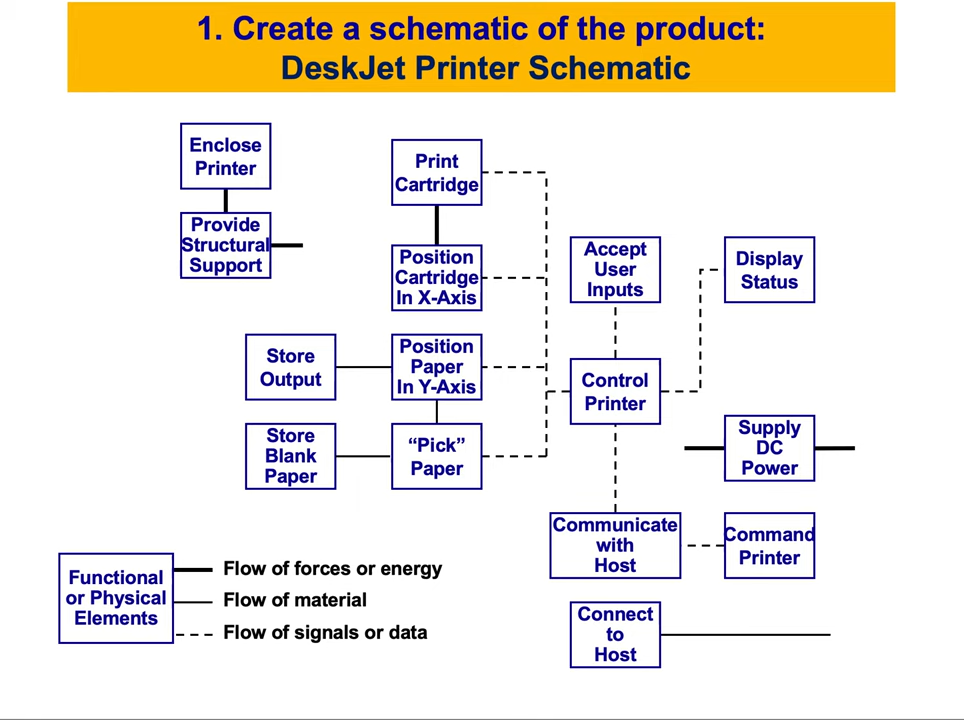 1. Create a schematic of the product:
DeskJet Printer Schematic
Enclose
Printer
Provide
Structural
Support
Print
Cartridge
Position
Cartridge
In X-Axis
Accept
User
Inputs
Display
Status
Store
Output
Position
Paper
In Y-Axis
Control
Printer
Store
Blank
Paper
“Pick”
Paper
Supply
DC
Power
Communicate
with
Host
Command
Printer
Connect
to
Host
Functional
or Physical
Elements
Flow of forces or energy
Flow of material
Flow of signals or data